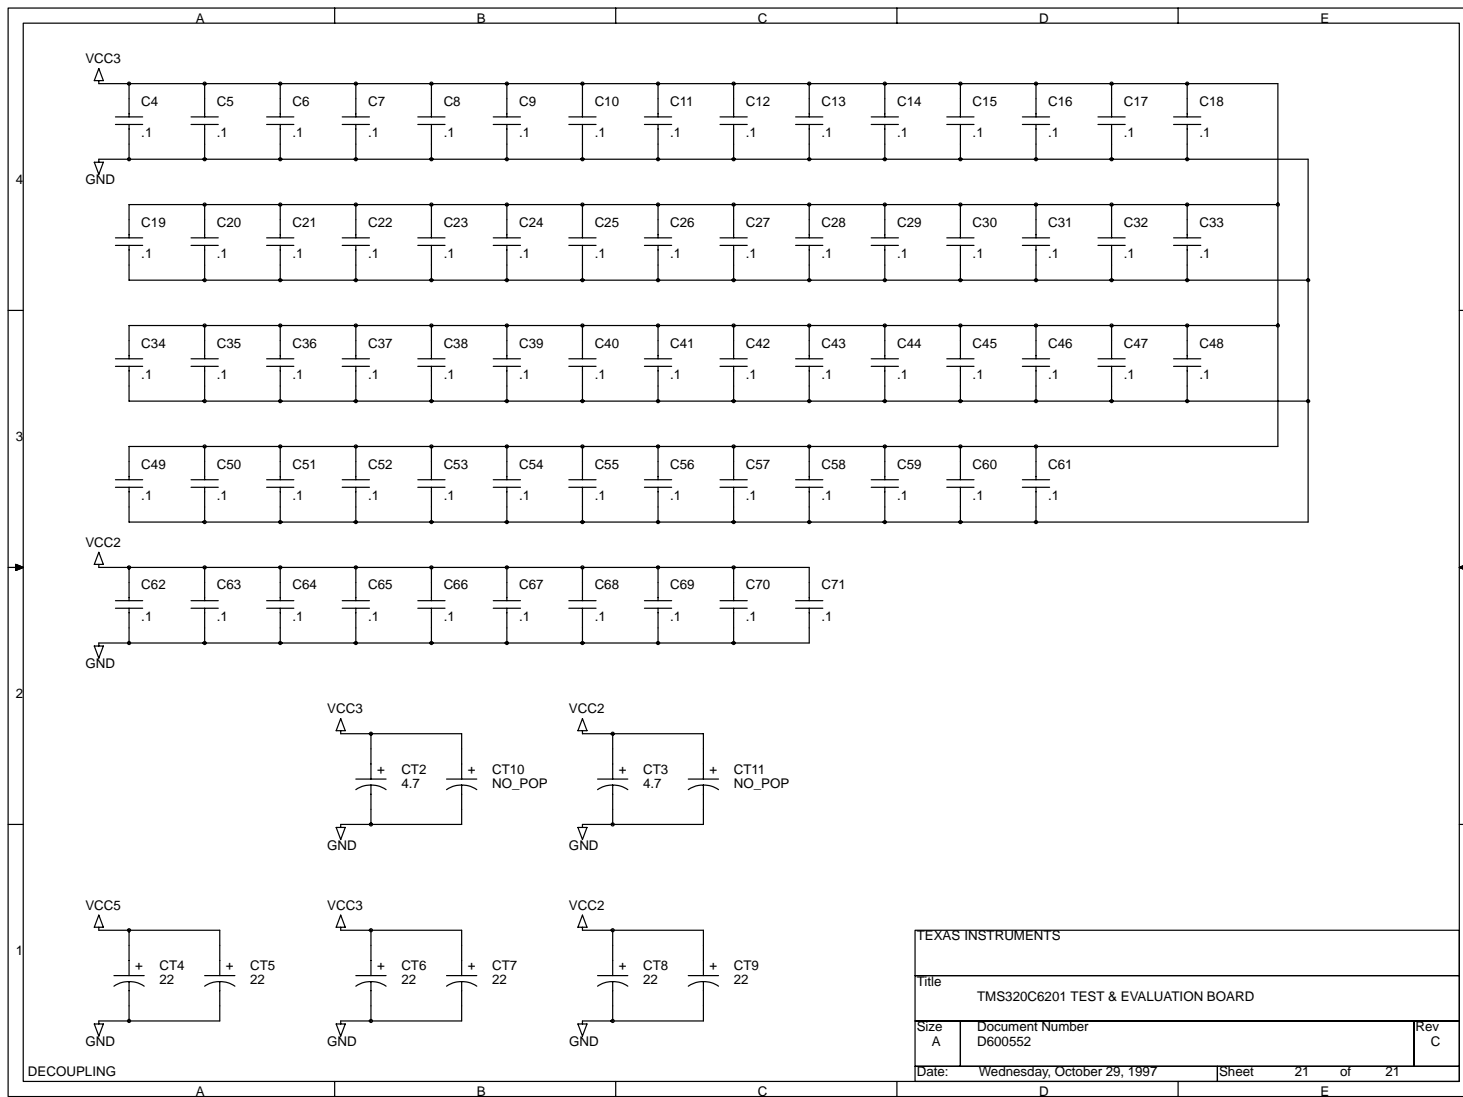 A B C D E
VCC3
C4 C5 C6 C7 C8 C9 C10 C11 C12 C13 C14 C15 C16 C17 C18
.1 .1 .1 .1 .1 .1 .1 .1 .1 .1 .1 .1 .1 .1 .1
GND
4
C19 C20 C21 C22 C23 C24 C25 C26 C27 C28 C29 C30 C31 C32 C33
.1 .1 .1 .1 .1 .1 .1 .1 .1 .1 .1 .1 .1 .1 .1
C34 C35 C36 C37 C38 C39 C40 C41 C42 C43 C44 C45 C46 C47 C48
.1 .1 .1 .1 .1 .1 .1 .1 .1 .1 .1 .1 .1 .1 .1
3
C49 C50 C51 C52 C53 C54 C55 C56 C57 C58 C59 C60 C61
.1 .1 .1 .1 .1 .1 .1 .1 .1 .1 .1 .1 .1
VCC2
C62 C63 C64 C65 C66 C67 C68 C69 C70 C71
.1 .1 .1 .1 .1 .1 .1 .1 .1 .1
GND
2
VCC3 VCC2
+ CT2 + CT10 + CT3 + CT11
4.7 NO_POP 4.7 NO_POP
GND GND
VCC5 VCC3 VCC2
1
+ CT4 + CT5 + CT6 + CT7 + CT8 + CT9
22 22 22 22 22 22
GND GND GND
DECOUPLING
TEXAS INSTRUMENTS
Title
TMS320C6201 TEST & EVALUATION BOARD
Size Document Number Rev
A D600552 C
Date: Wednesday, October 29, 1997 Sheet 21 of 21
A B C D E